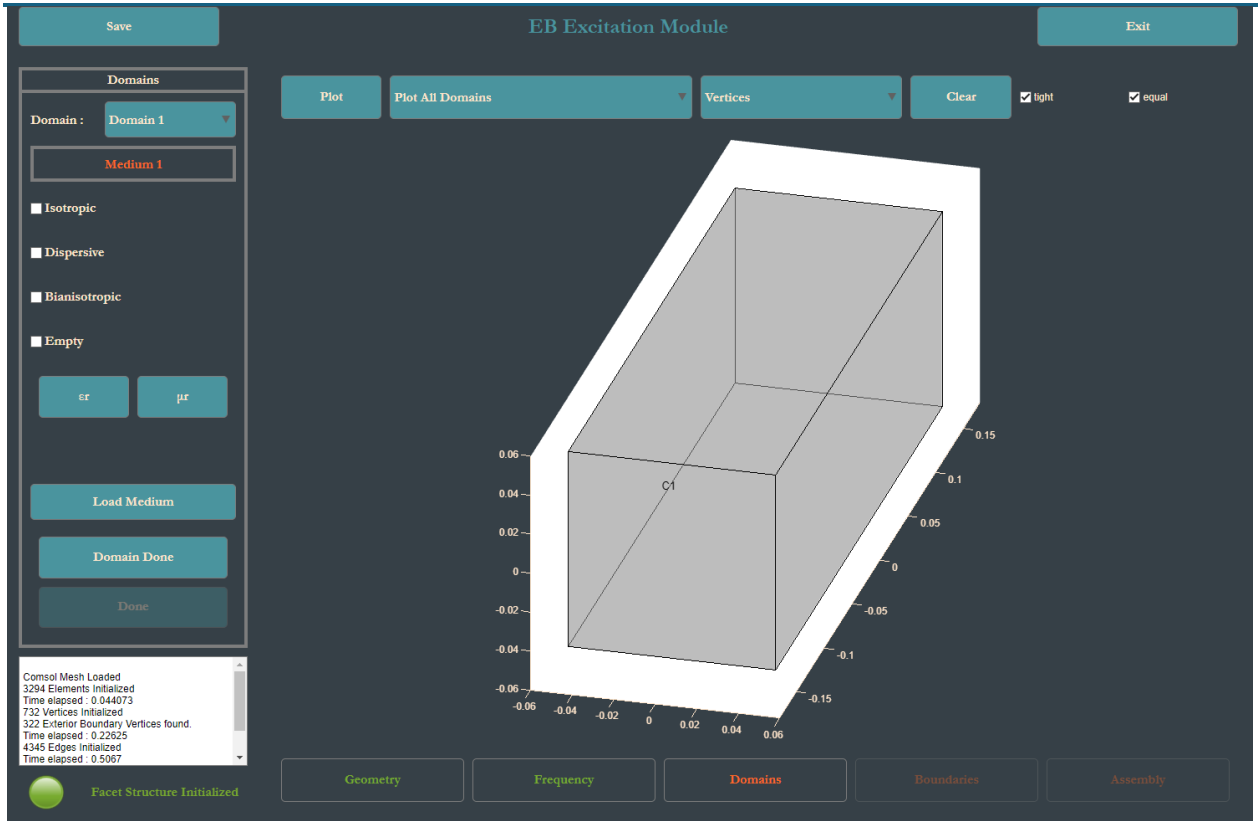 Save
EB Excitation Module
Exit
Domains
Domain :
Domain 1
Medium 1
Isotropic
Dispersive
Bianisotropic
Empty
εr
μr
Load Medium
Domain Done
Done
Comsol Mesh Loaded
3294 Elements Initialized
Time elapsed : 0.044073
732 Vertices Initialized
322 Exterior Boundary Vertices found.
Time elapsed : 0.22625
4345 Edges Initialized
Time elapsed : 0.5067
Facet Structure Initialized
Plot
Plot All Domains
Vertices
Clear
tight
equal
C1
0.06
0.04
0.02
0
-0.02
-0.04
-0.06
-0.06
-0.04
-0.02
0
0.02
0.04
0.06
0.15
0.1
0.05
0
-0.05
-0.1
-0.15
Geometry
Frequency
Domains
Boundaries
Assembly